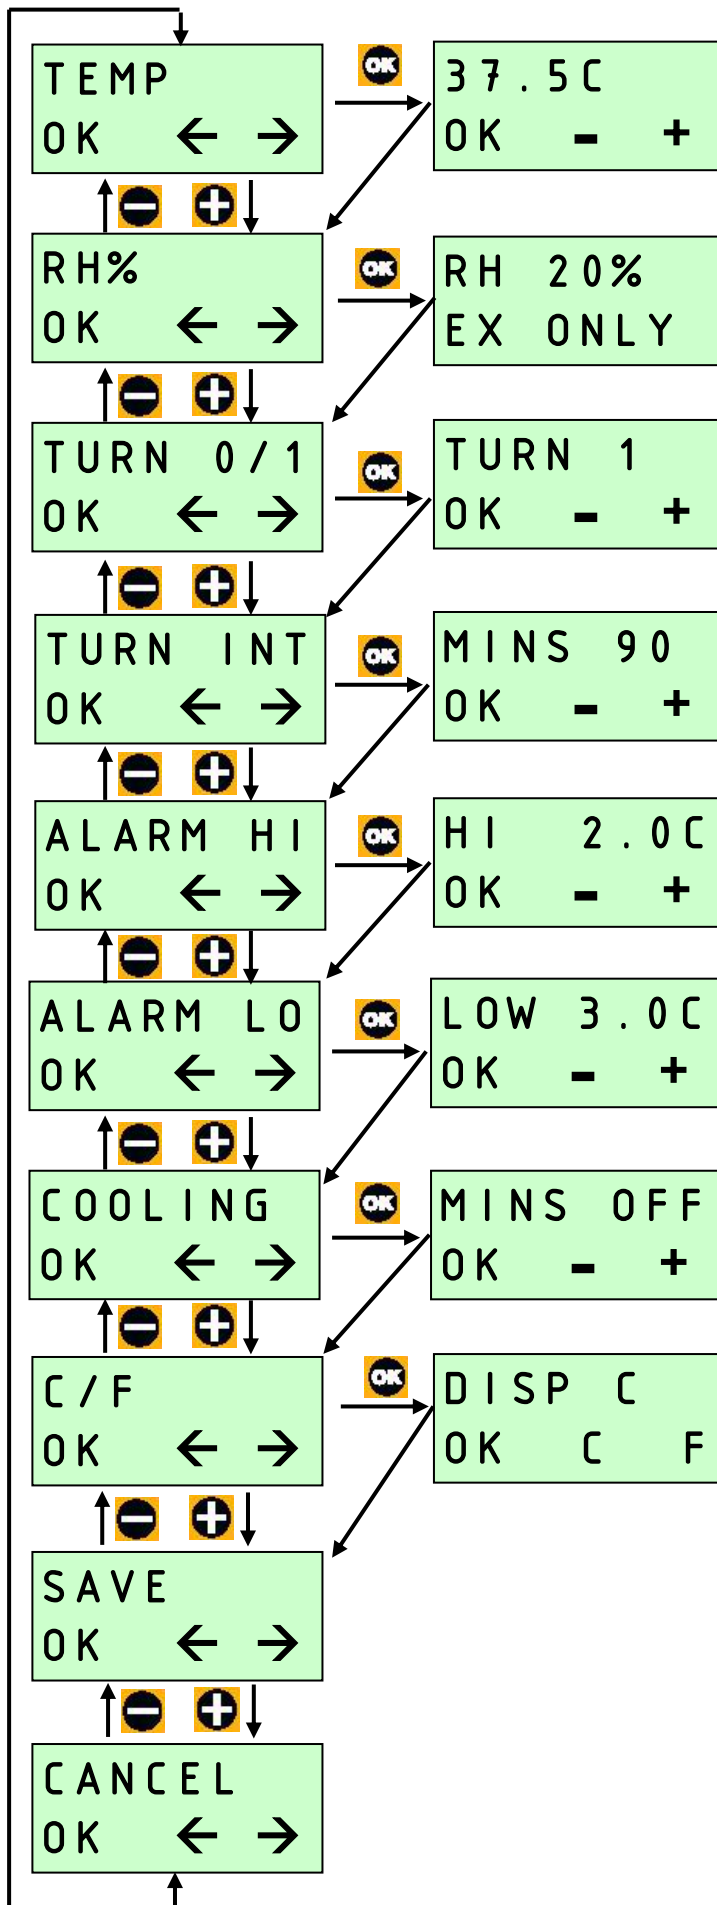 TEMP
OK ← →
OK
37.5C
OK - +
RH%
OK ← →
OK
RH 20%
EX ONLY
TURN 0/1
OK ← →
OK
TURN 1
OK - +
TURN INT
OK ← →
OK
MINS 90
OK - +
ALARM HI
OK ← →
OK
HI 2.0C
OK - +
ALARM LO
OK ← →
OK
LOW 3.0C
OK - +
COOLING
OK ← →
OK
MINS OFF
OK - +
C/F
OK ← →
OK
DISP C
OK C F
SAVE
OK ← →
CANCEL
OK ← →